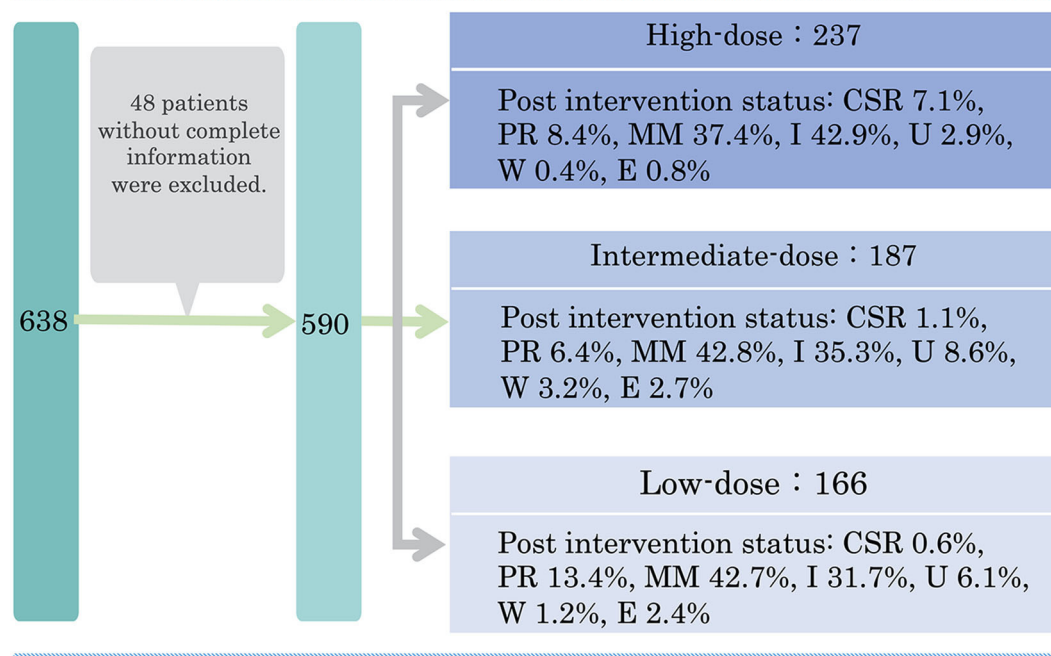 638
48 patients
without complete
information
were excluded.
590
High-dose：237
Post intervention status: CSR 7.1%,
PR 8.4%, MM 37.4%, I 42.9%, U 2.9%,
W 0.4%, E 0.8%
Intermediate-dose：187
Post intervention status: CSR 1.1%,
PR 6.4%, MM 42.8%, I 35.3%, U 8.6%,
W 3.2%, E 2.7%
Low-dose：166
Post intervention status: CSR 0.6%,
PR 13.4%, MM 42.7%, I 31.7%, U 6.1%,
W 1.2%, E 2.4%